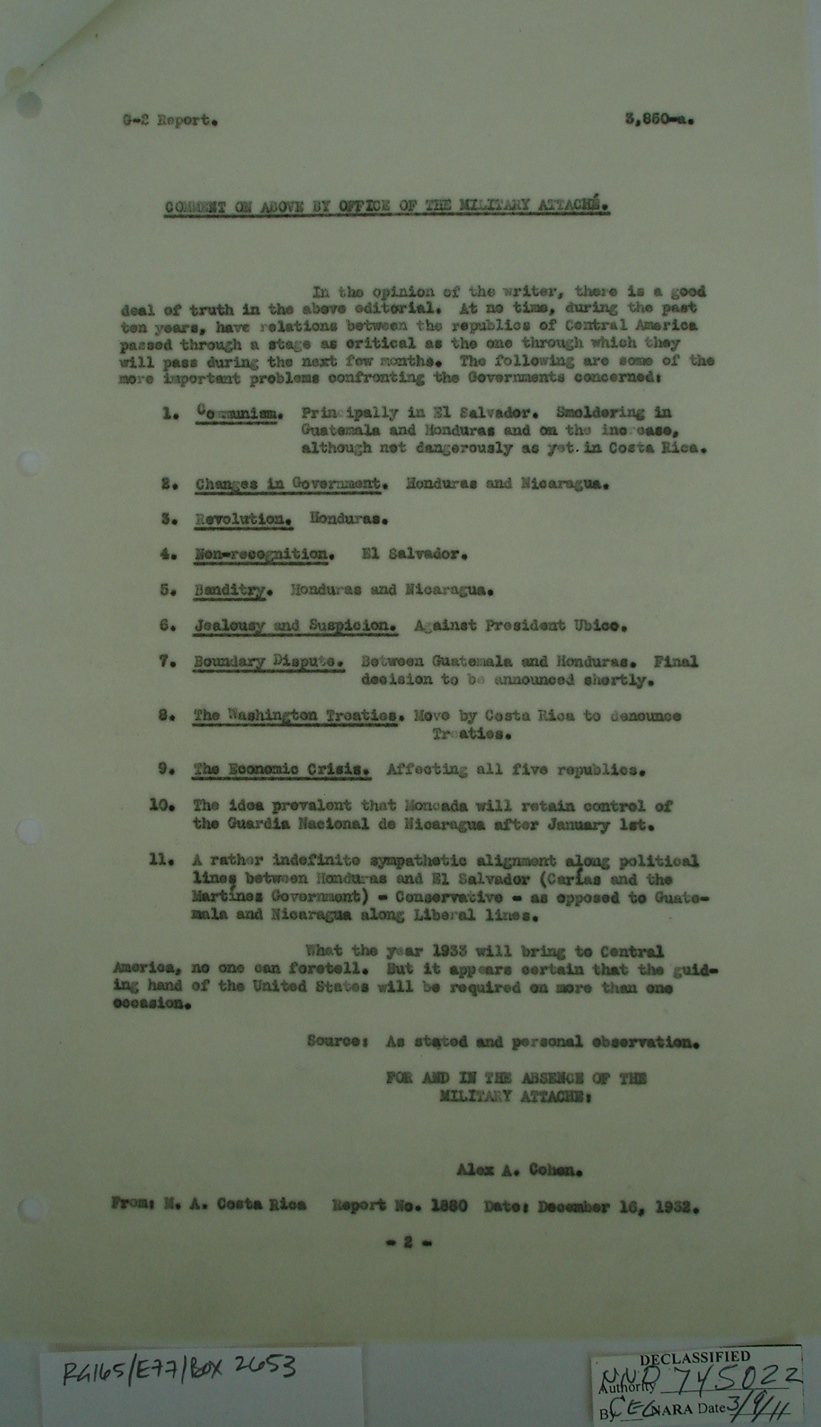 G-2 Report. 3,850-a.
COMMENT ON ABOVE BY OFFICE OF THE MILITARY ATTACHÉ.
In the opinion of the writer, there is a good
deal of truth in the above editorial. At no time, during the past
ten years, have relations between the republics of Central America
passed through a stage as critical as the one through which they
will pass during the next few months. The following are some of the
more important problems confronting the Governments concerned:
1. Communism. Principally in El Salvador. Smoldering in
Guatemala and Honduras and on the increase,
although not dangerously as yet in Costa Rica.
2. Changes in Government. Honduras and Nicaragua.
3. Revolution. Honduras.
4. Non-recognition. El Salvador.
5. Banditry. Honduras and Nicaragua.
6. Jealousy and Suspicion. Against President Ubico.
7. Boundary Dispute. Between Guatemala and Honduras. Final
decision to be announced shortly.
8. The Washington Treaties. Move by Costa Rica to denounce
Treaties.
9. The Economic Crisis. Affecting all five republics.
10. The idea prevalent that Moncada will retain control of
the Guardia Nacional de Nicaragua after January 1st.
11. A rather indefinite sympathetic alignment along political
lines between Honduras and El Salvador (Carías and the
Martínes Government) - Conservative - as opposed to Guate-
mala and Nicaragua along Liberal lines.
What the year 1933 will bring to Central
America, no one can foretell. But it appears certain that the guid-
ing hand of the United States will be required on more than one
occasion.
Source: As stated and personal observation.
FOR AND IN THE ABSENCE OF THE
MILITARY ATTACHE:
Alex A. Cohen.
From: M. A. Costa Rica Report No. 1880 Date: December 16, 1932.
- 2 -
RG165/E77/BOX 2653
DECLASSIFIED
Authority NND 745022
By CEG NARA Date 3/9/11